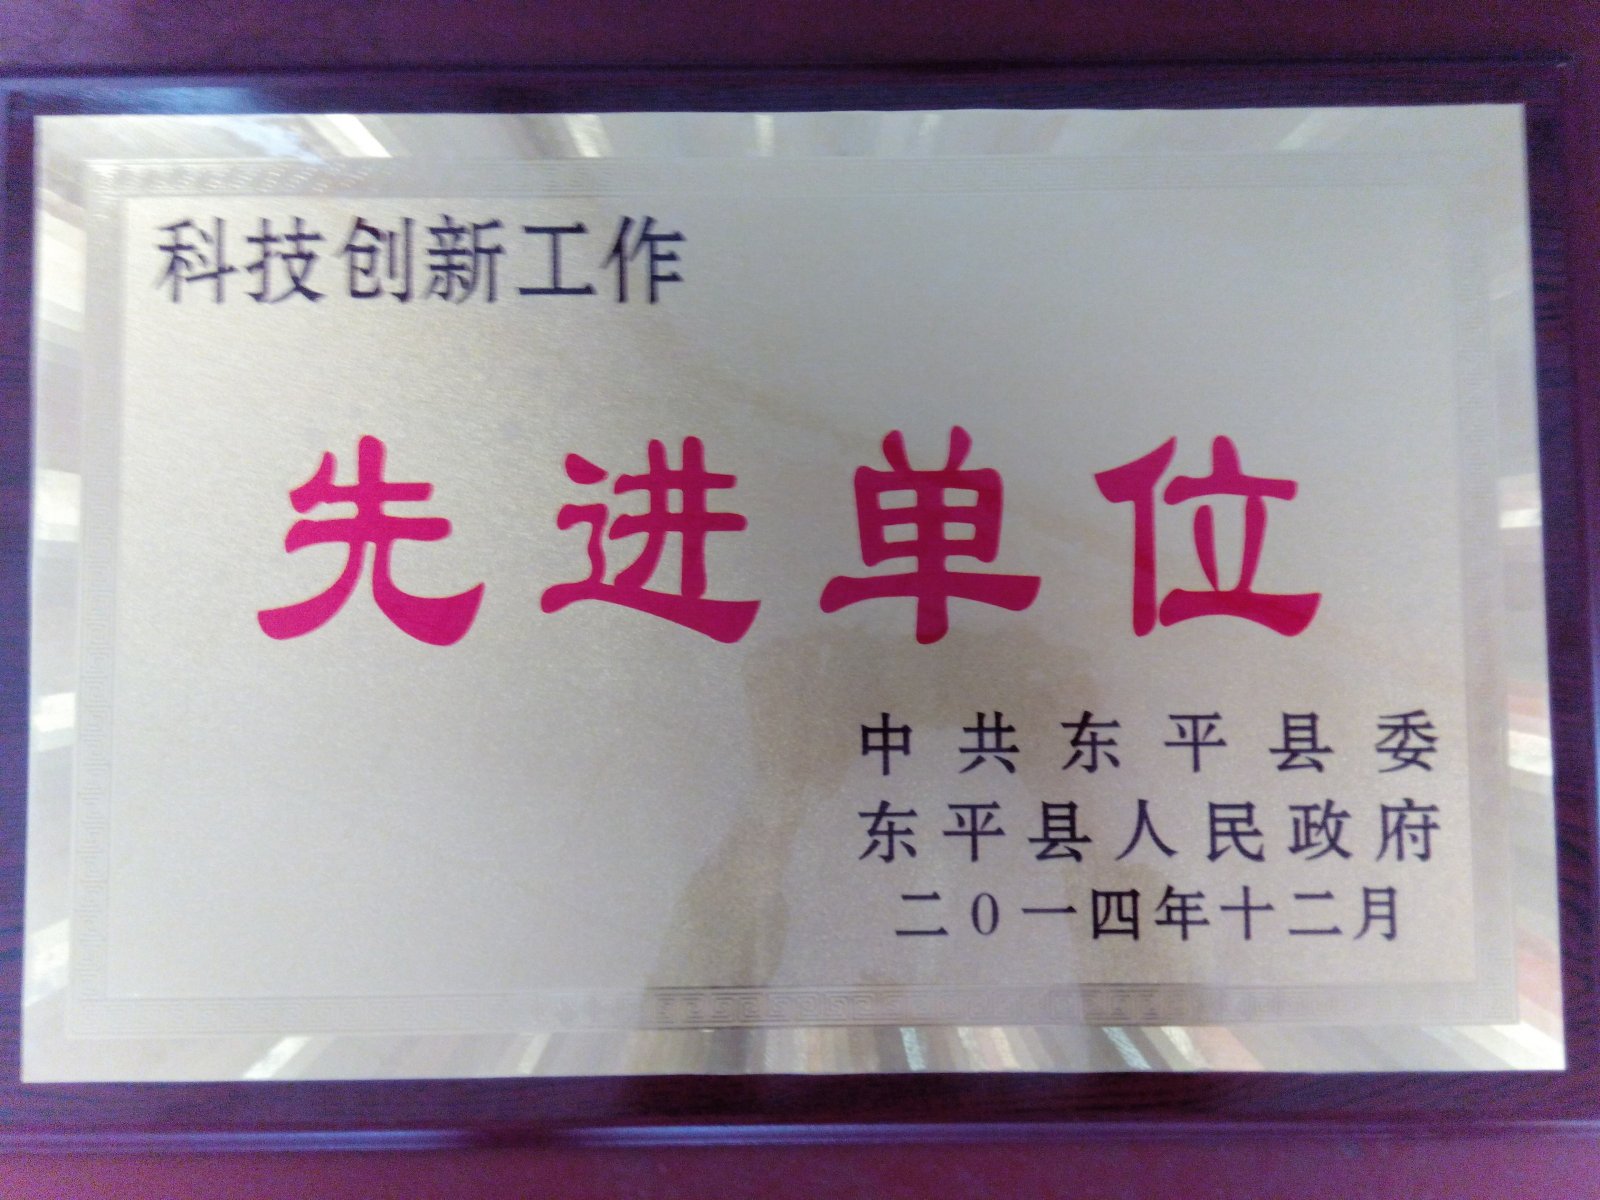 科技创新工作
先进单位
中共东平县委
东平县人民政府
二0一四年十二月